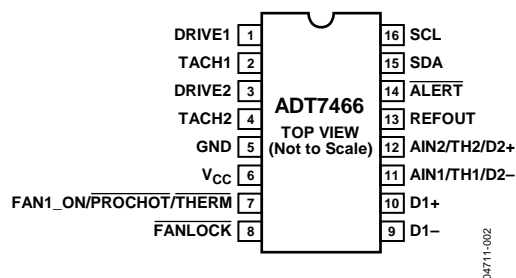 DRIVE1 1
TACH1 2
DRIVE2 3
TACH2 4
GND 5
VCC 6
FAN1_ON/PROCHOT/THERM 7
FANLOCK 8
ADT7466
TOP VIEW
(Not to Scale)
16 SCL
15 SDA
14 ALERT
13 REFOUT
12 AIN2/TH2/D2+
11 AIN1/TH1/D2–
10 D1+
9 D1–
04711-002